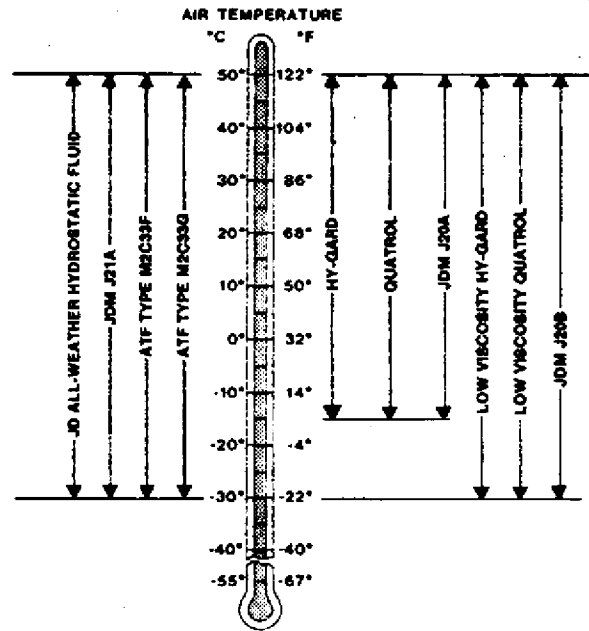 AIR TEMPERATURE
°C °F
50° 122°
40° 104°
30° 86°
20° 68°
10° 50°
0° 32°
-10° 14°
-20° -4°
-30° -22°
-40° -40°
-55° -67°
JD ALL-WEATHER HYDROSTATIC FLUID
JDM J21A
ATF TYPE M2C33F
ATF TYPE M2C33G
HY-GARD
QUATROL
JDM J20A
LOW VISCOSITY HY-GARD
LOW VISCOSITY QUATROL
JDM J20B